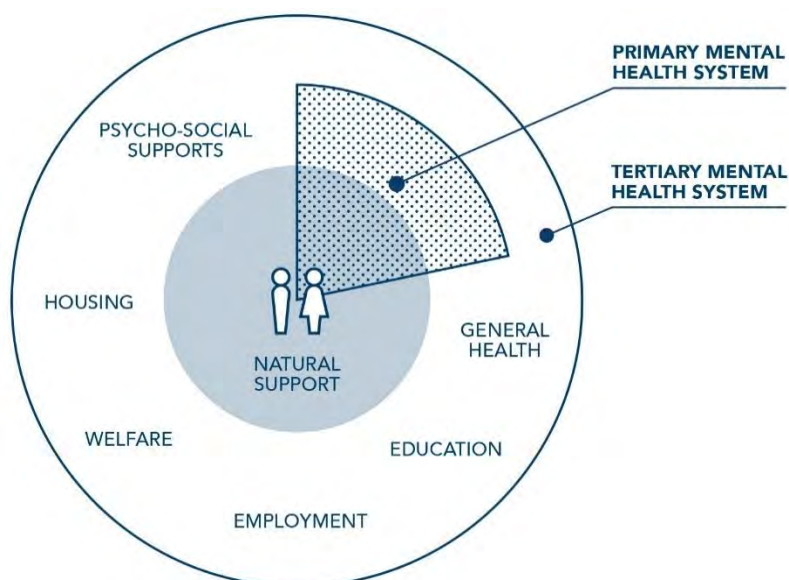 PRIMARY MENTAL
HEALTH SYSTEM
PSYCHO-SOCIAL
SUPPORTS
TERTIARY MENTAL
HEALTH SYSTEM
HOUSING
GENERAL
HEALTH
NATURAL
SUPPORT
WELFARE
EDUCATION
EMPLOYMENT